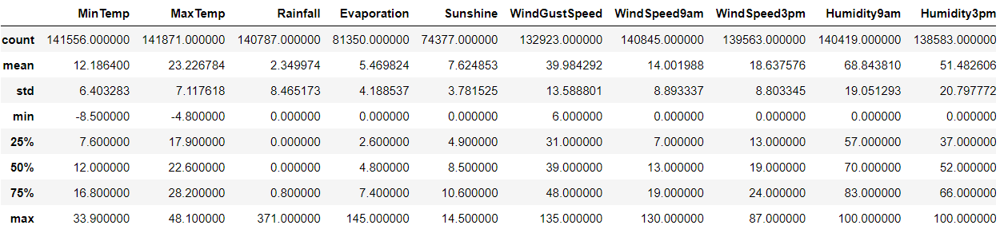 MinTemp MaxTemp Rainfall Evaporation Sunshine WindGustSpeed WindSpeed9am WindSpeed3pm Humidity9am Humidity3pm
count 141556.000000 141871.000000 140787.000000 81350.000000 74377.000000 132923.000000 140845.000000 139563.000000 140419.000000 138583.000000
mean 12.186400 23.226784 2.349974 5.469824 7.624853 39.984292 14.001988 18.637576 68.843810 51.482606
std 6.403283 7.117618 8.465173 4.188537 3.781525 13.588801 8.893337 8.803345 19.051293 20.797772
min -8.500000 -4.800000 0.000000 0.000000 0.000000 6.000000 0.000000 0.000000 0.000000 0.000000
25% 7.600000 17.900000 0.000000 2.600000 4.900000 31.000000 7.000000 13.000000 57.000000 37.000000
50% 12.000000 22.600000 0.000000 4.800000 8.500000 39.000000 13.000000 19.000000 70.000000 52.000000
75% 16.800000 28.200000 0.800000 7.400000 10.600000 48.000000 19.000000 24.000000 83.000000 66.000000
max 33.900000 48.100000 371.000000 145.000000 14.500000 135.000000 130.000000 87.000000 100.000000 100.000000